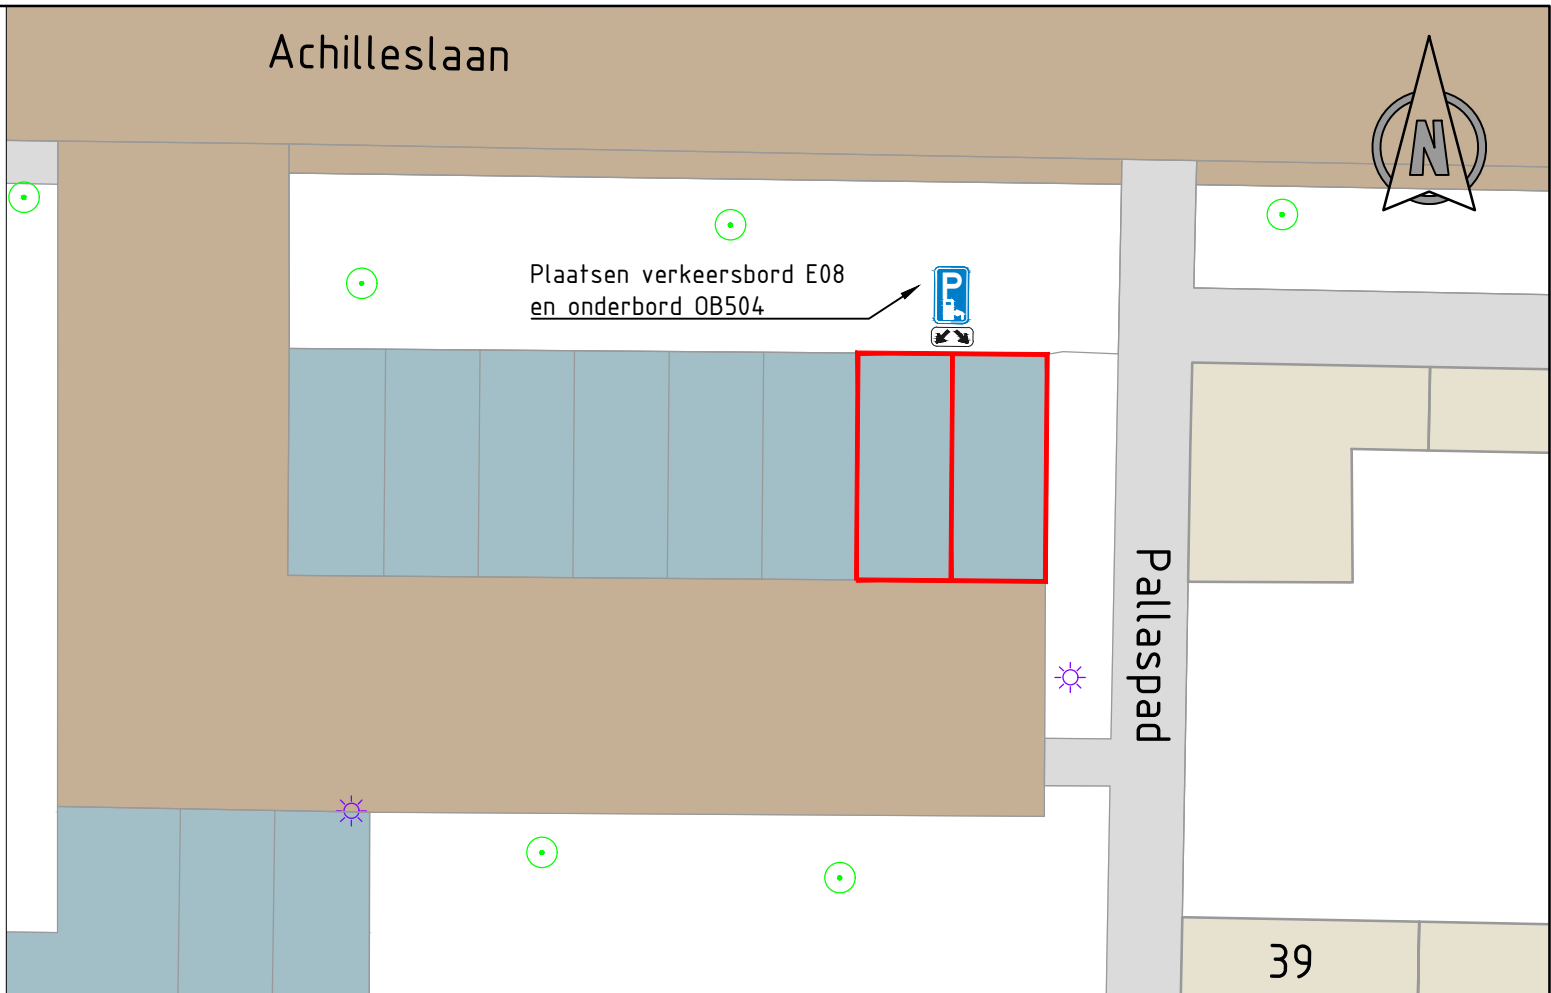 Achilleslaan
N
Plaatsen verkeersbord E08
en onderbord OB504
P
Pallaspad
39